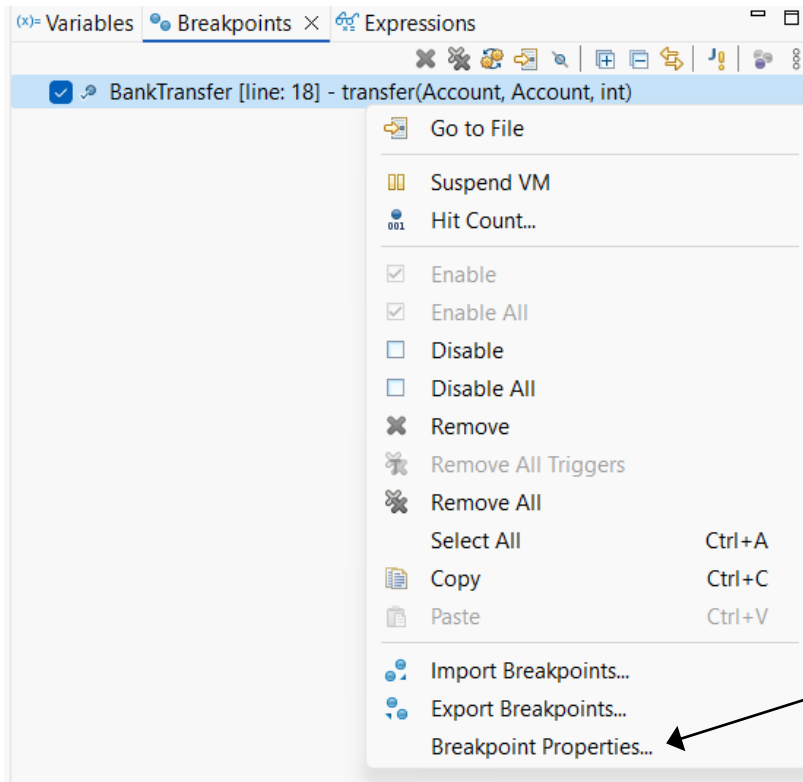 (x)= Variables Breakpoints Expressions
BankTransfer [line: 18] - transfer(Account, Account, int)
Go to File
Suspend VM
001 Hit Count...
Enable
Enable All
Disable
Disable All
Remove
Remove All Triggers
Remove All
Select All Ctrl+A
Copy Ctrl+C
Paste Ctrl+V
Import Breakpoints...
Export Breakpoints...
Breakpoint Properties...